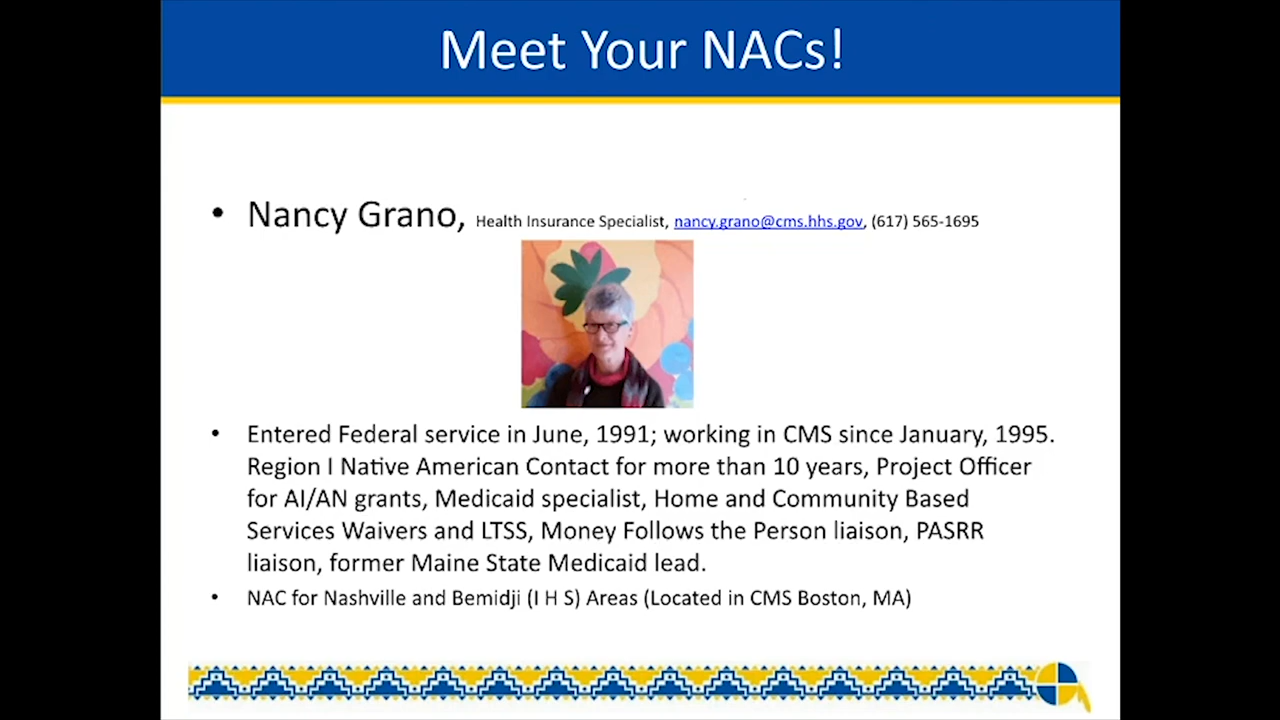 Meet Your NACs!
• Nancy Grano, Health Insurance Specialist, nancy.grano@cms.hhs.gov, (617) 565-1695
• Entered Federal service in June, 1991; working in CMS since January, 1995.
Region I Native American Contact for more than 10 years, Project Officer
for AI/AN grants, Medicaid specialist, Home and Community Based
Services Waivers and LTSS, Money Follows the Person liaison, PASRR
liaison, former Maine State Medicaid lead.
• NAC for Nashville and Bemidji (I H S) Areas (Located in CMS Boston, MA)